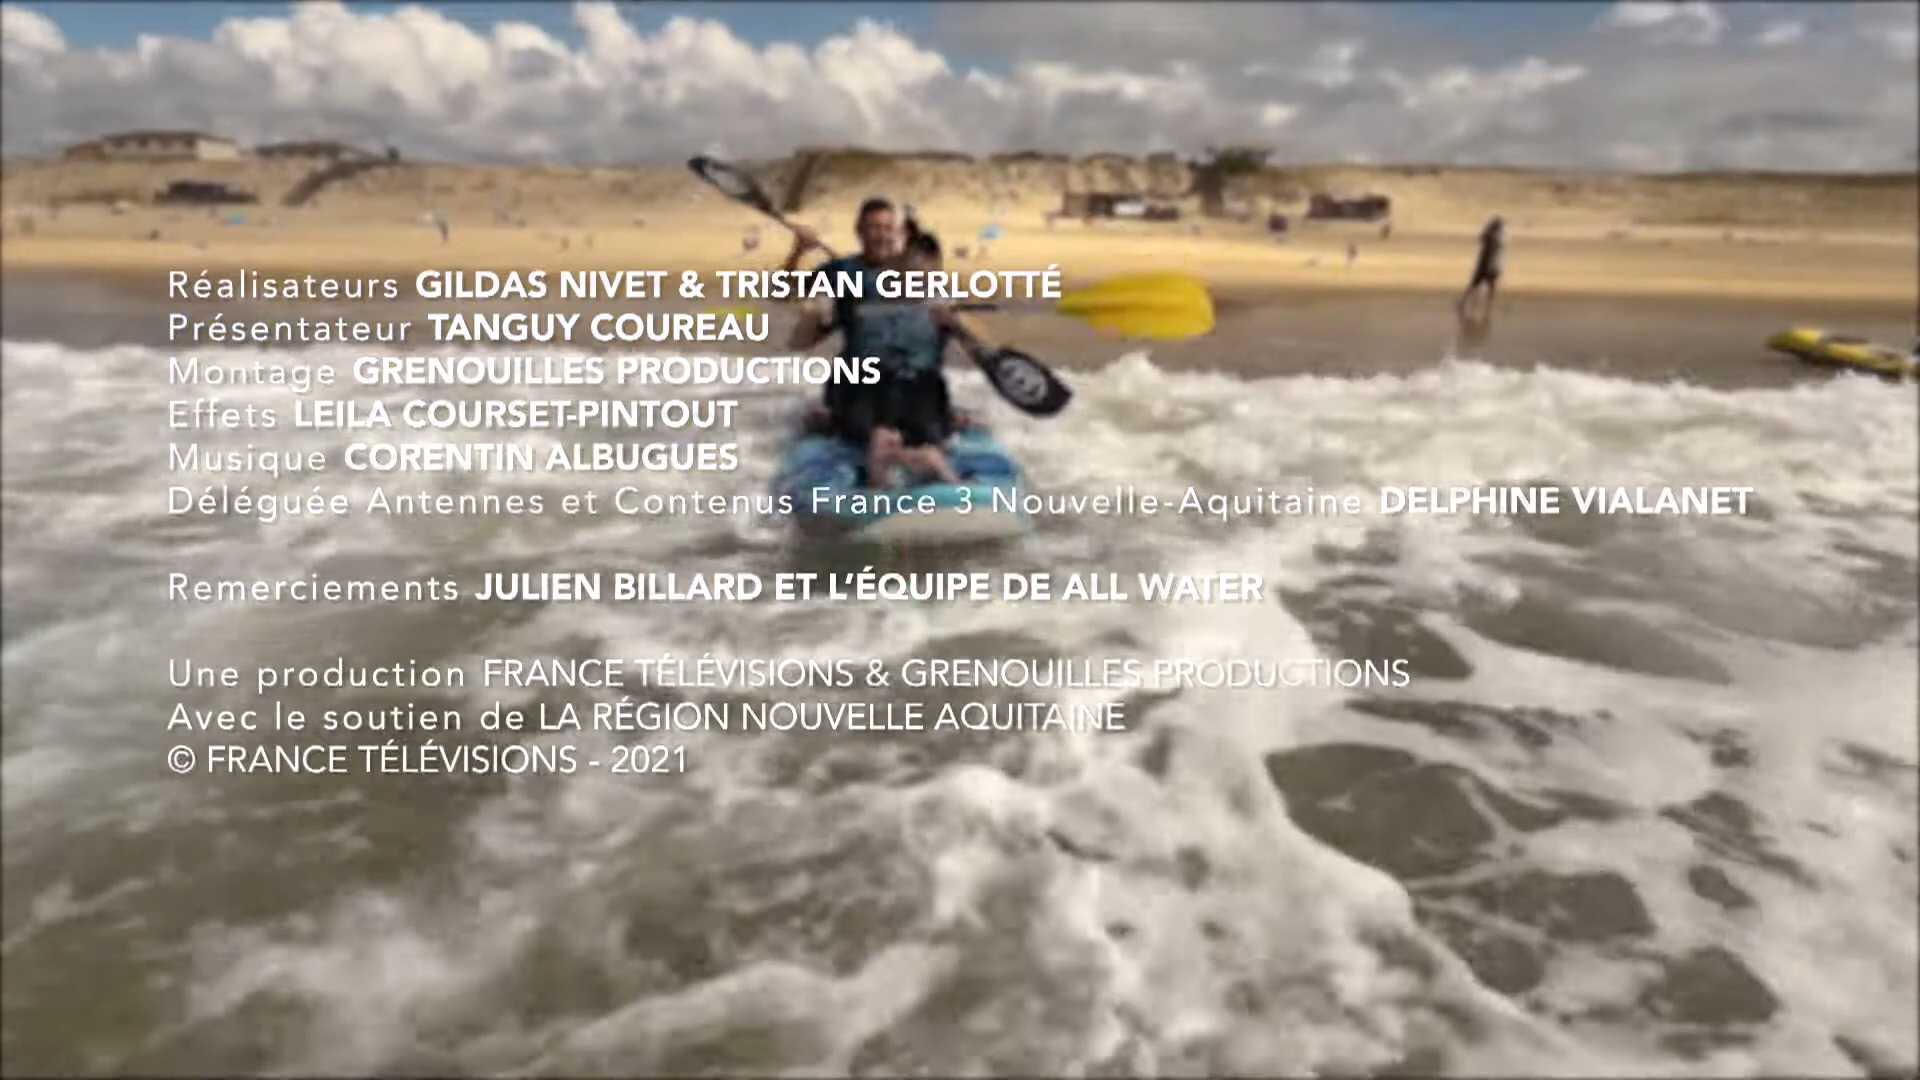 Réalisateurs GILDAS NIVET & TRISTAN GERLOTTÉ
Présentateur TANGUY COUREAU
Montage GRENOUILLES PRODUCTIONS
Effets LEILA COURSET-PINTOUT
Musique CORENTIN ALBUGUES
Déléguée Antennes et Contenus France 3 Nouvelle-Aquitaine DELPHINE VIALANET
Remerciements JULIEN BILLARD ET L’ÉQUIPE DE ALL WATER
Une production FRANCE TÉLÉVISIONS & GRENOUILLES PRODUCTIONS
Avec le soutien de LA RÉGION NOUVELLE AQUITAINE
© FRANCE TÉLÉVISIONS - 2021